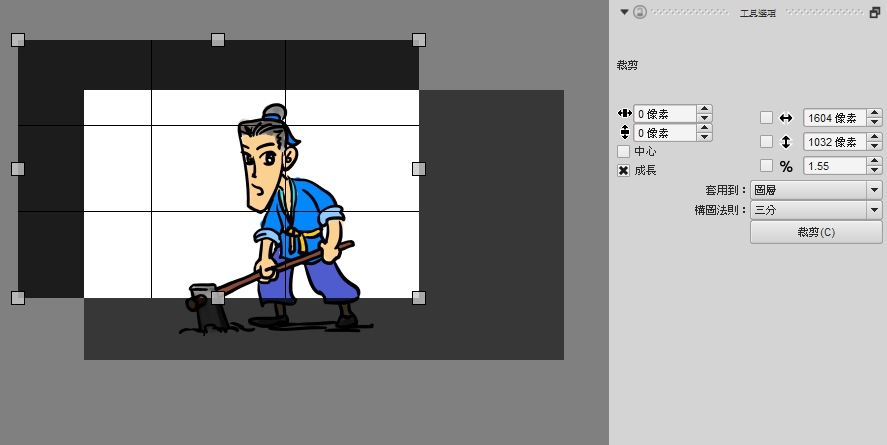 工具選項
裁剪
0 像素
1604 像素
0 像素
1032 像素
中心
% 1.55
成長
套用到： 圖層
構圖法則： 三分
裁剪(C)